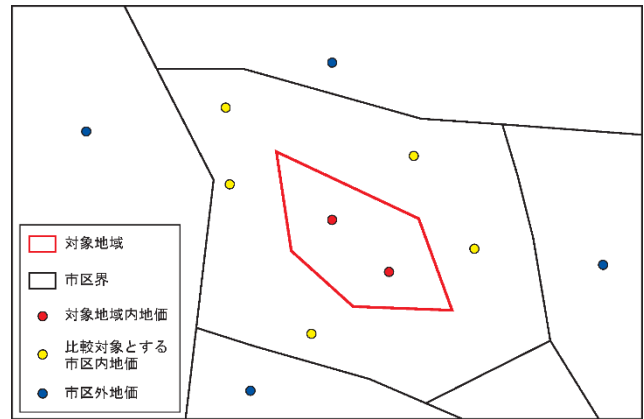 対象地域
市区界
対象地域内地価
比較対象とする
市区内地価
市区外地価